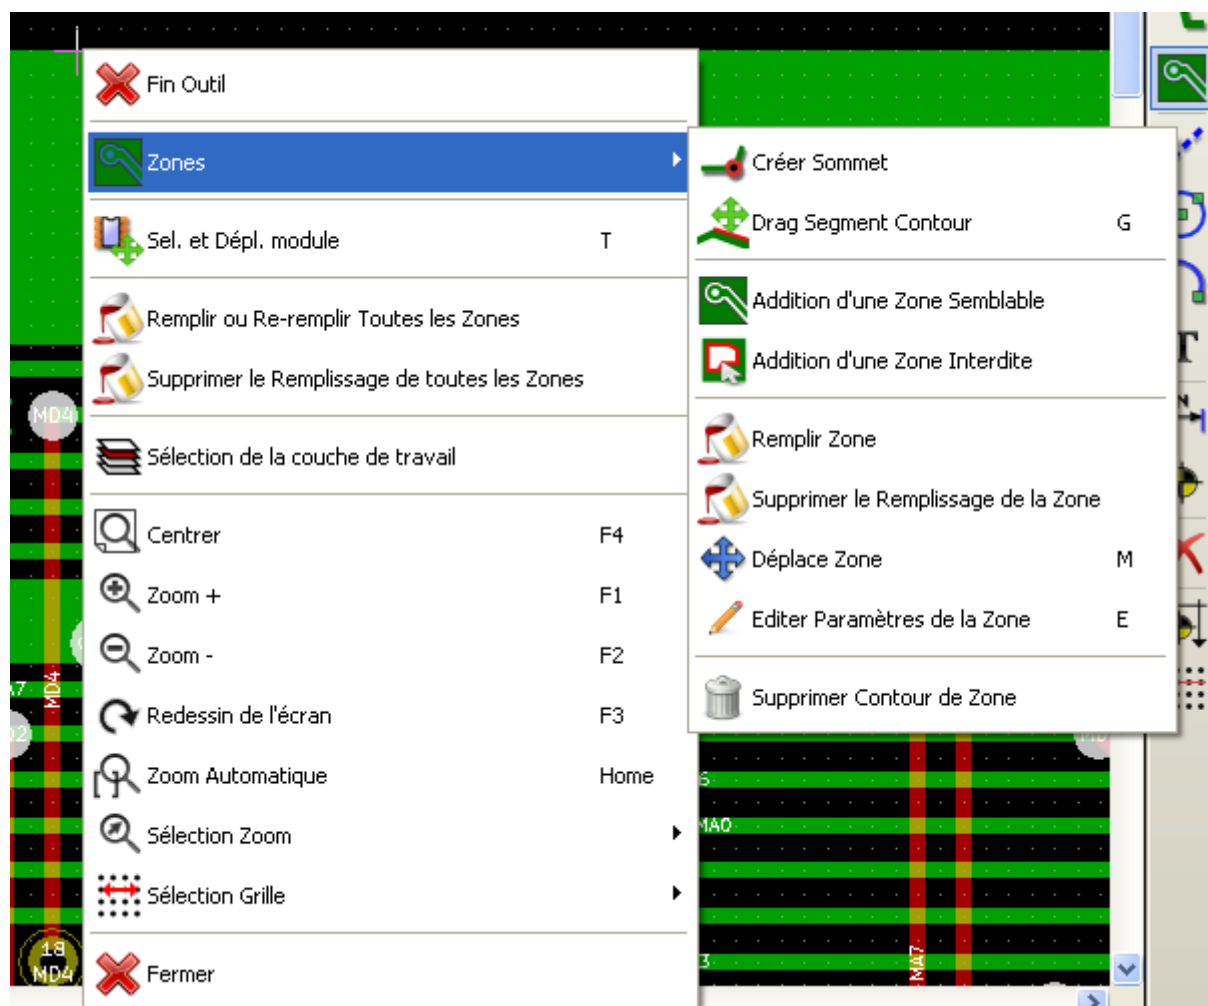 Fin Outil
Zones
Sel. et Dépl. module T
Remplir ou Re-remplir Toutes les Zones
Supprimer le Remplissage de toutes les Zones
Sélection de la couche de travail
Centrer F4
Zoom + F1
Zoom - F2
Redessin de l'écran F3
Zoom Automatique Home
Sélection Zoom
Sélection Grille
Fermer
Créer Sommet
Drag Segment Contour G
Addition d'une Zone Semblable
Addition d'une Zone Interdite
Remplir Zone
Supprimer le Remplissage de la Zone
Déplace Zone M
Editer Paramètres de la Zone E
Supprimer Contour de Zone
MD4
MD4
18
MD4
MA0
MA7
T
N